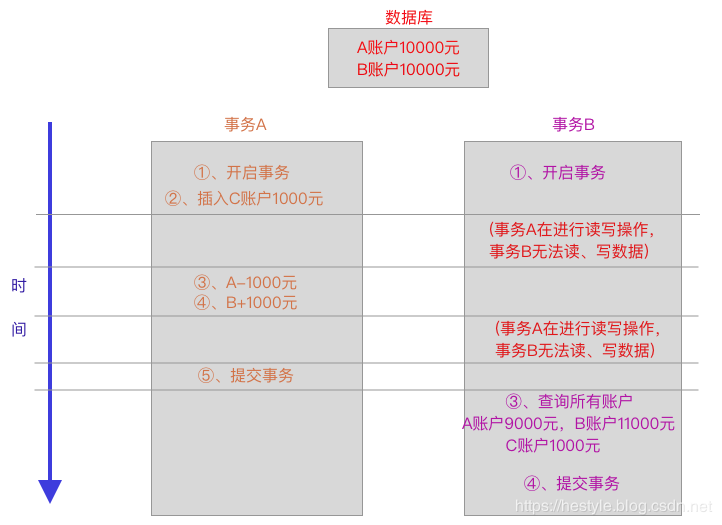 数据库
A账户10000元
B账户10000元
事务A
事务B
①、开启事务
②、插入C账户1000元
①、开启事务
（事务A在进行读写操作，
事务B无法读、写数据）
时
间
③、A-1000元
④、B+1000元
（事务A在进行读写操作，
事务B无法读、写数据）
⑤、提交事务
③、查询所有账户
A账户9000元，B账户11000元
C账户1000元
④、提交事务
https://hestyle.blog.csdn.net